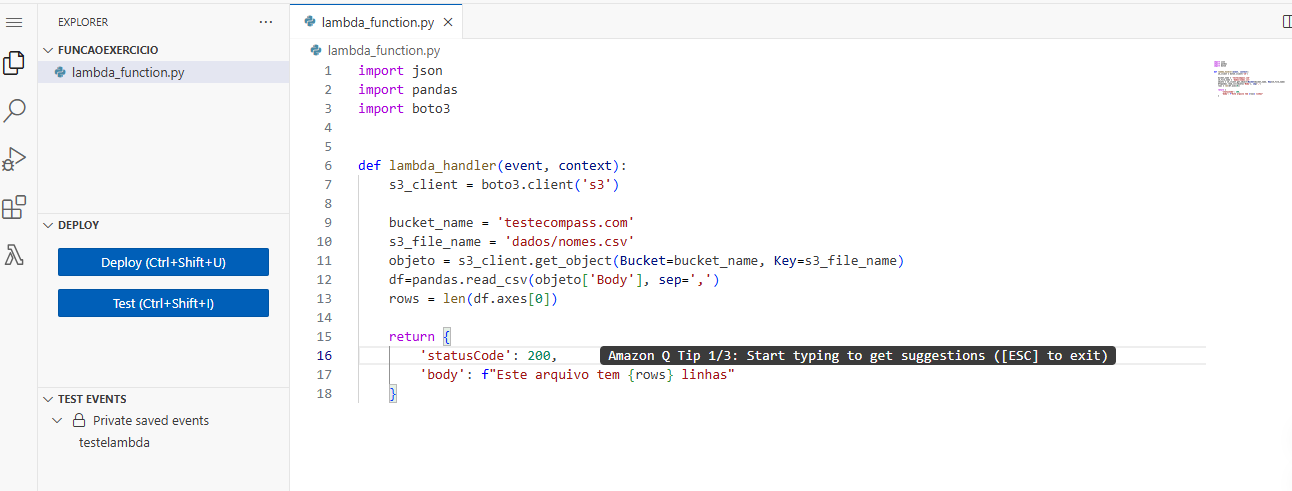 EXPLORER
FUNCAOEXERCICIO
lambda_function.py
DEPLOY
Deploy (Ctrl+Shift+U)
Test (Ctrl+Shift+I)
TEST EVENTS
Private saved events
testelambda
lambda_function.py
lambda_function.py
1 import json
2 import pandas
3 import boto3
4
5
6 def lambda_handler(event, context):
7 s3_client = boto3.client('s3')
8
9 bucket_name = 'testecompass.com'
10 s3_file_name = 'dados/nomes.csv'
11 objeto = s3_client.get_object(Bucket=bucket_name, Key=s3_file_name)
12 df=pandas.read_csv(objeto['Body'], sep=',')
13 rows = len(df.axes[0])
14
15 return {
16 'statusCode': 200, Amazon Q Tip 1/3: Start typing to get suggestions ([ESC] to exit)
17 'body': f"Este arquivo tem {rows} linhas"
18 }